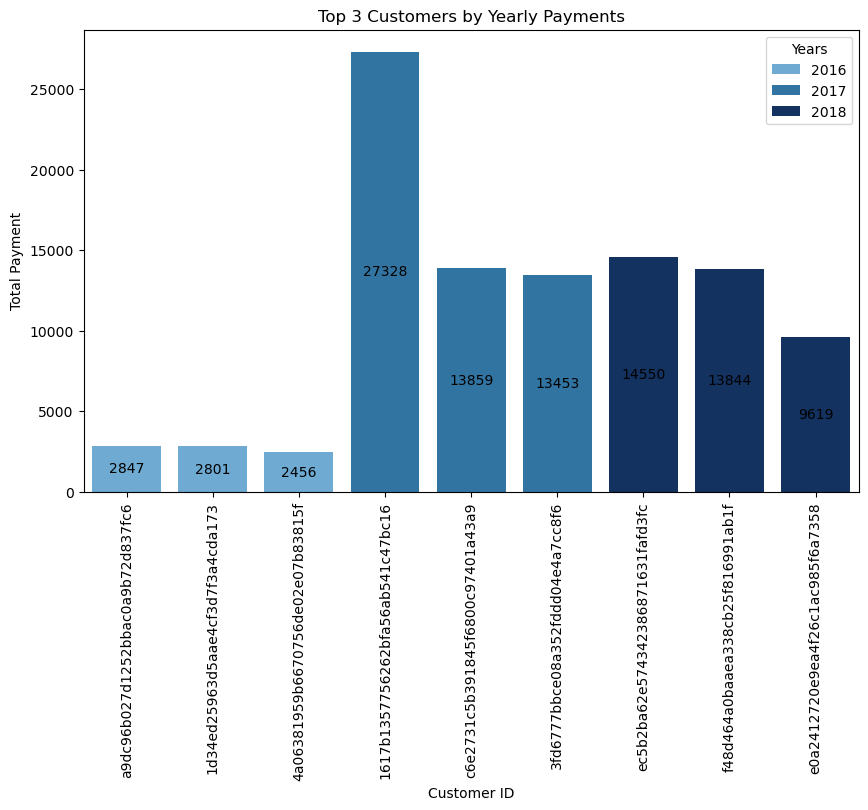 Top 3 Customers by Yearly Payments
Years
2016
2017
2018
Total Payment
25000
20000
15000
10000
5000
0
2847
2801
2456
27328
13859
13453
14550
13844
9619
a9dc96b027d1252bbac0a9b72d837fc6
1d34ed25963d5aae4cf3d7f3a4cda173
4a06381959b6670756de02e07b83815f
1617b1357756262bfa56ab541c47bc16
c6e2731c5b391845f6800c97401a43a9
3fd6777bbce08a352fddd04e4a7cc8f6
ec5b2ba62e574342386871631fafd3fc
f48d464a0baaea338cb25f816991ab1f
e0a2412720e9ea4f26c1ac985f6a7358
Customer ID